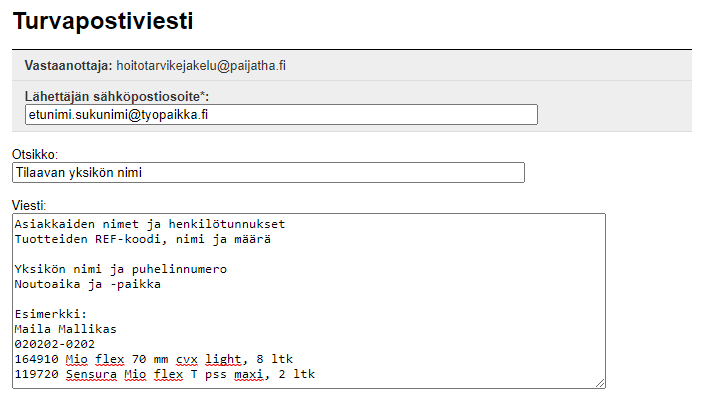 Turvapostiviesti
Vastaanottaja: hoitotarvikejakelu@paijatha.fi
Lähettäjän sähköpostiosoite*:
etunimi.sukunimi@tyopaikka.fi
Otsikko:
Tilaavan yksikön nimi
Viesti:
Asiakkaiden nimet ja henkilötunnukset
Tuotteiden REF-koodi, nimi ja määrä
Yksikön nimi ja puhelinnumero
Noutoaika ja -paikka
Esimerkki:
Maila Mallikas
020202-0202
164910 Mio flex 70 mm cvx light, 8 ltk
119720 Sensura Mio flex T pss maxi, 2 ltk